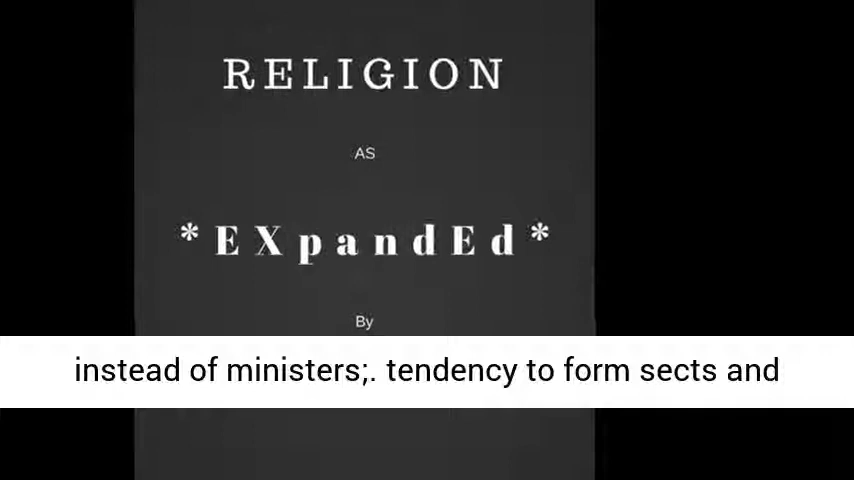 RELIGION
AS
*EXpandEd*
By
instead of ministers;. tendency to form sects and